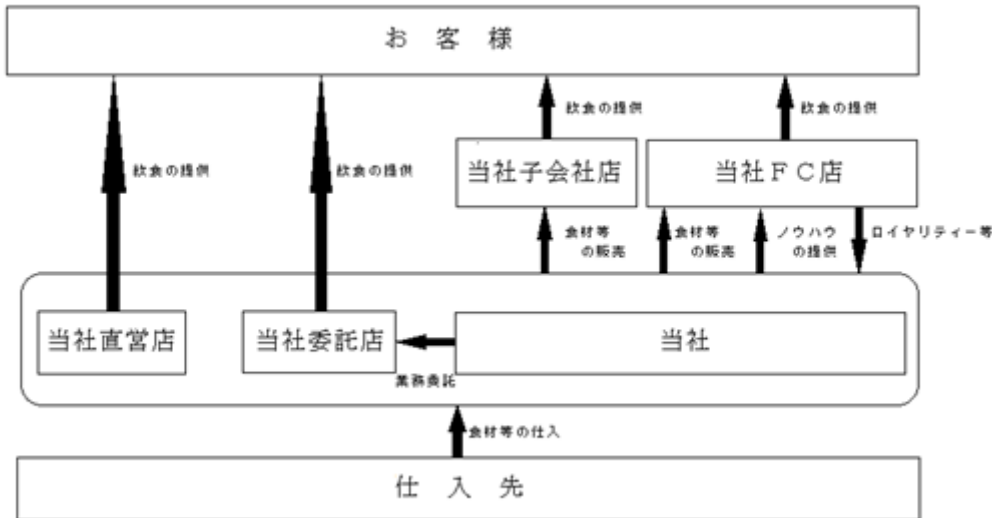 お 客 様
飲食の提供
飲食の提供
飲食の提供
飲食の提供
当社子会社店
当社FC店
食材等
の販売
食材等
の販売
ノウハウ
の提供
ロイヤリティー等
当社直営店
当社委託店
当社
業務委託
食材等の仕入
仕 入 先